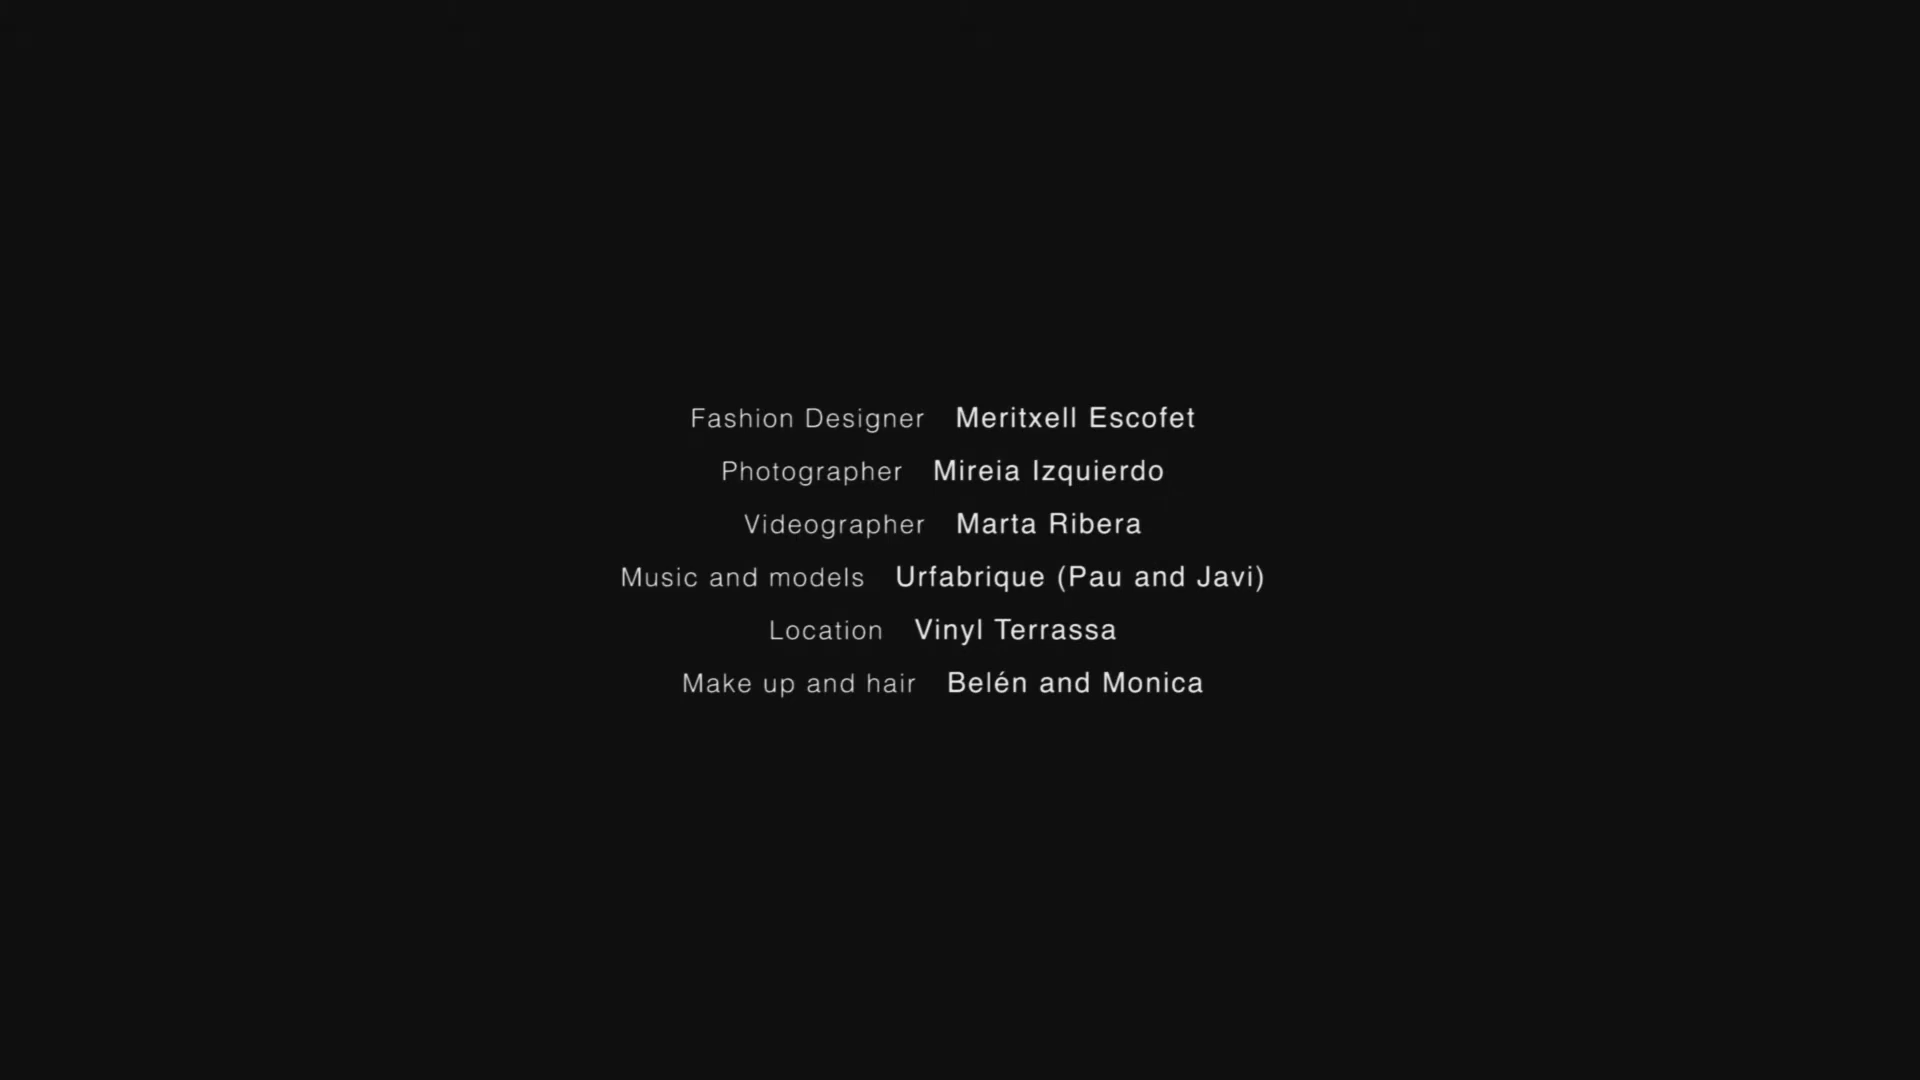 Fashion Designer Meritxell Escofet
Photographer Mireia Izquierdo
Videographer Marta Ribera
Music and models Urfabrique (Pau and Javi)
Location Vinyl Terrassa
Make up and hair Belén and Monica